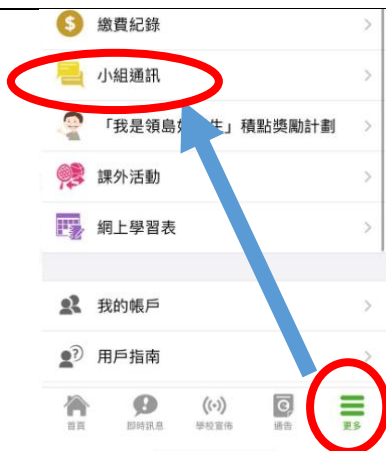 繳費紀錄
小組通訊
「我是領島 生」積點獎勵計劃
課外活動
網上學習表
我的帳戶
用戶指南
首頁 即時訊息 學校宣佈 通告 更多